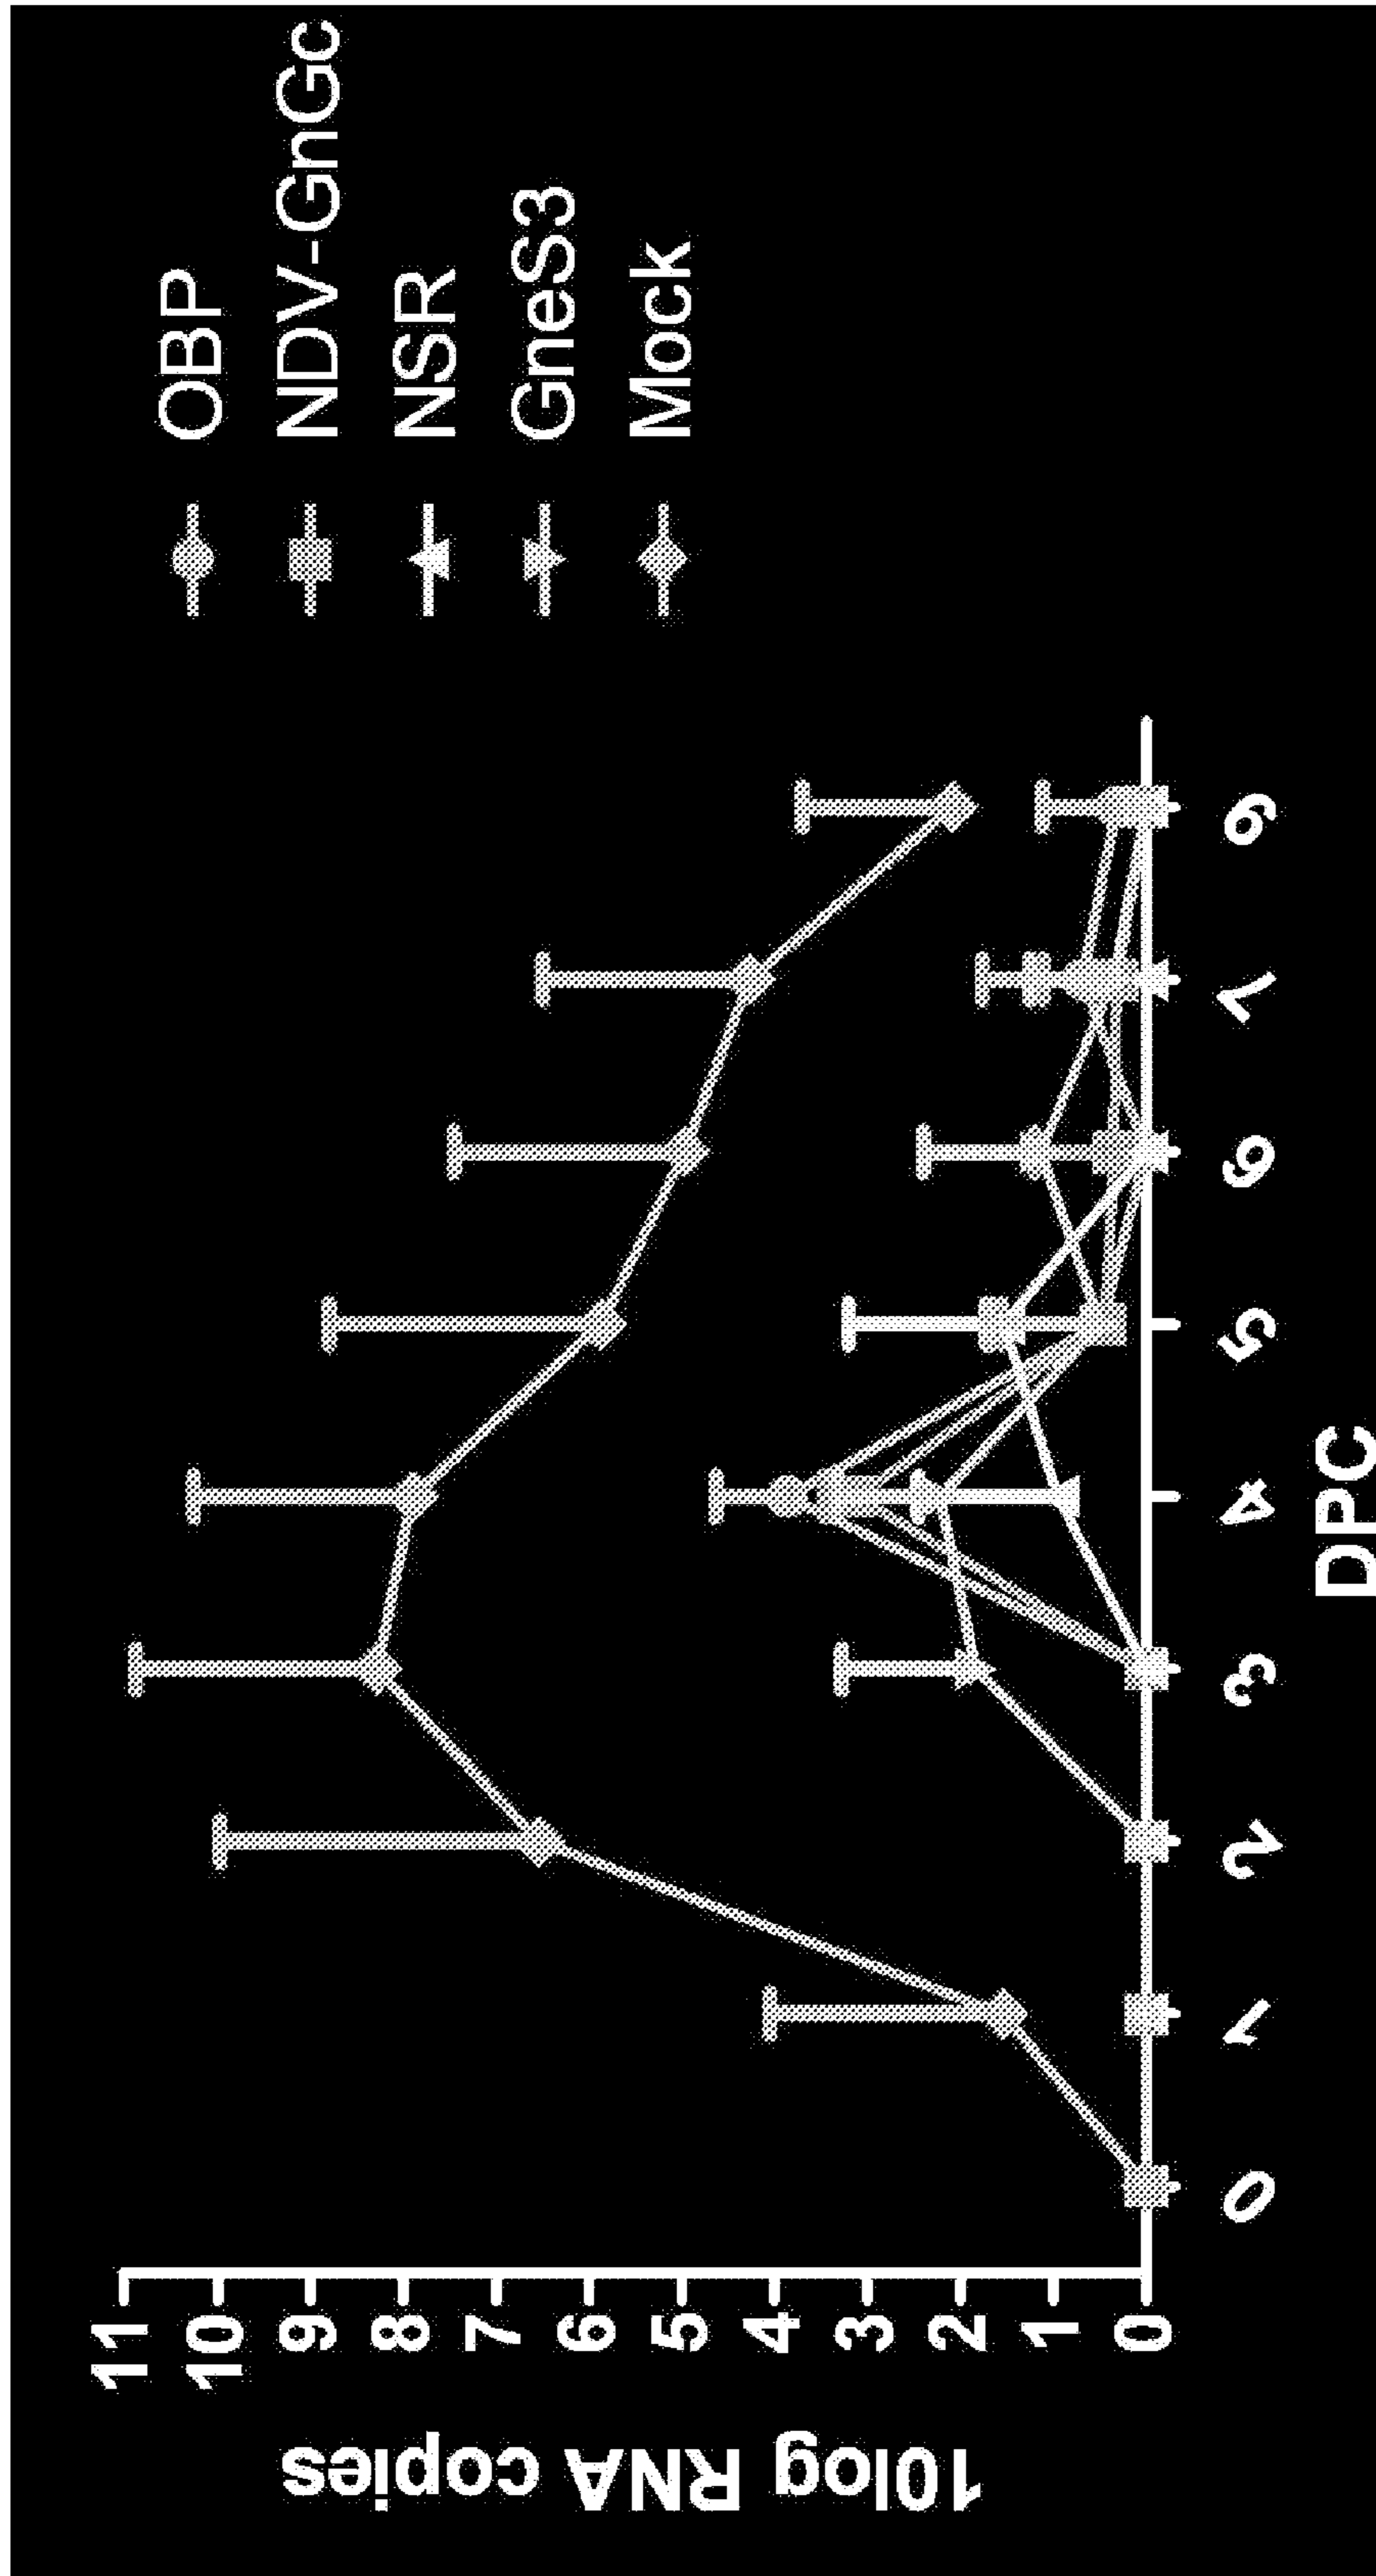 OBP
NDV-GnGc
NSR
GneS3
Mock
10log RNA copies
11
10
9
8
7
6
5
4
3
2
1
0
0 1 2 3 4 5 6 7 9
DPC